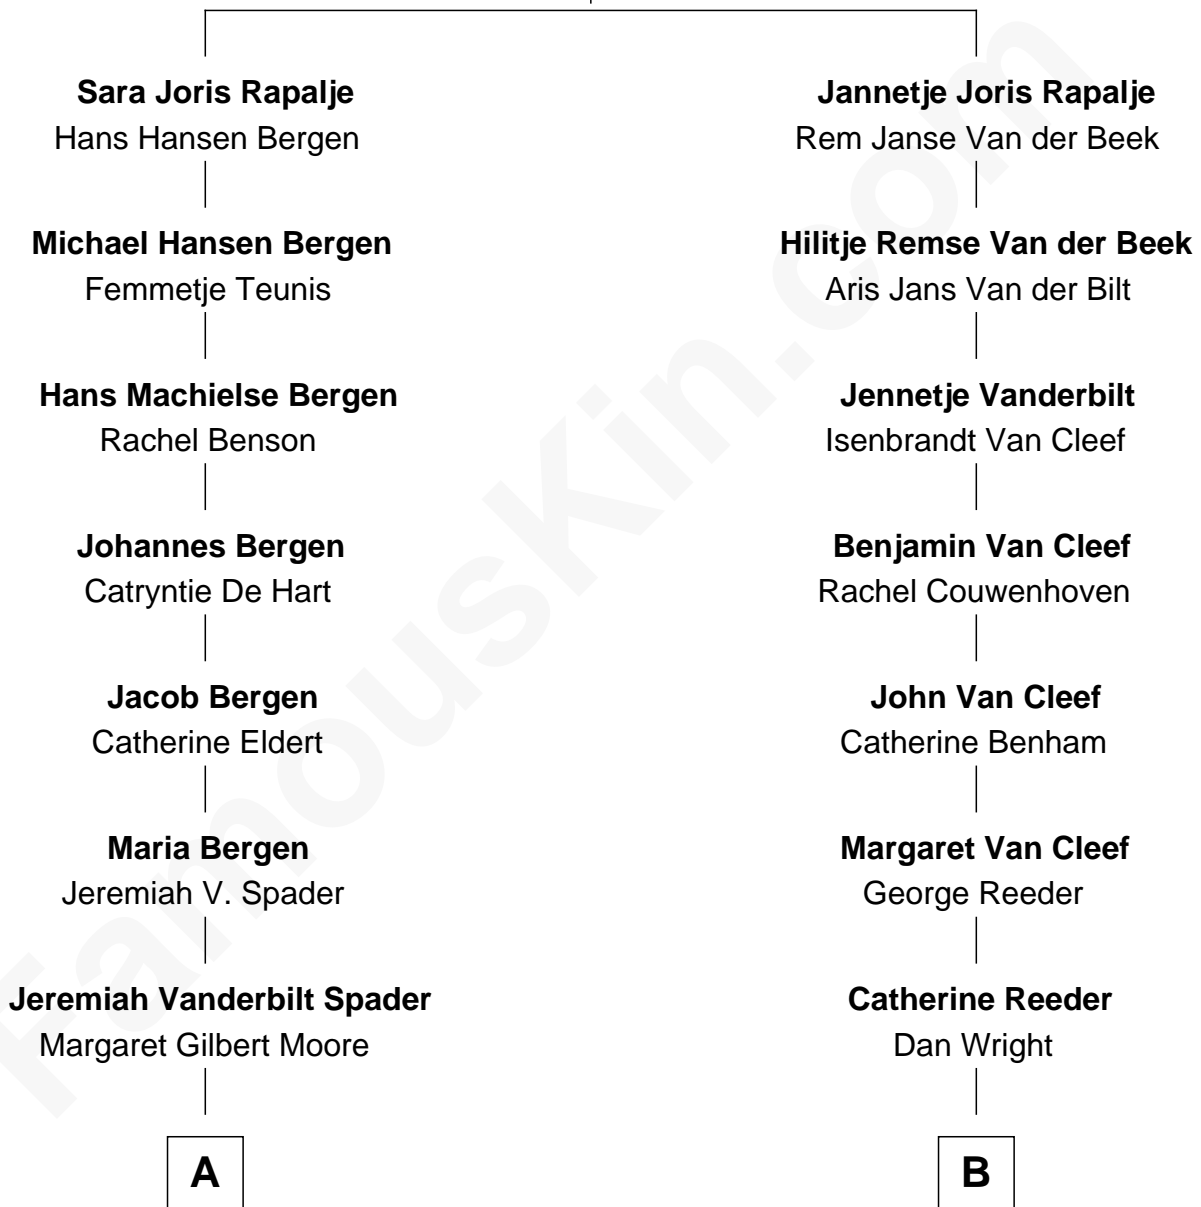 Sara Joris Rapalje
Hans Hansen Bergen
Michael Hansen Bergen
Femmetje Teunis
Hans Machielse Bergen
Rachel Benson
Johannes Bergen
Catryntie De Hart
Jacob Bergen
Catherine Eldert
Maria Bergen
Jeremiah V. Spader
Jeremiah Vanderbilt Spader
Margaret Gilbert Moore
A
Jannetje Joris Rapalje
Rem Janse Van der Beek
Hilitje Remse Van der Beek
Aris Jans Van der Bilt
Jennetje Vanderbilt
Isenbrandt Van Cleef
Benjamin Van Cleef
Rachel Couwenhoven
John Van Cleef
Catherine Benham
Margaret Van Cleef
George Reeder
Catherine Reeder
Dan Wright
B
FamousKin.com